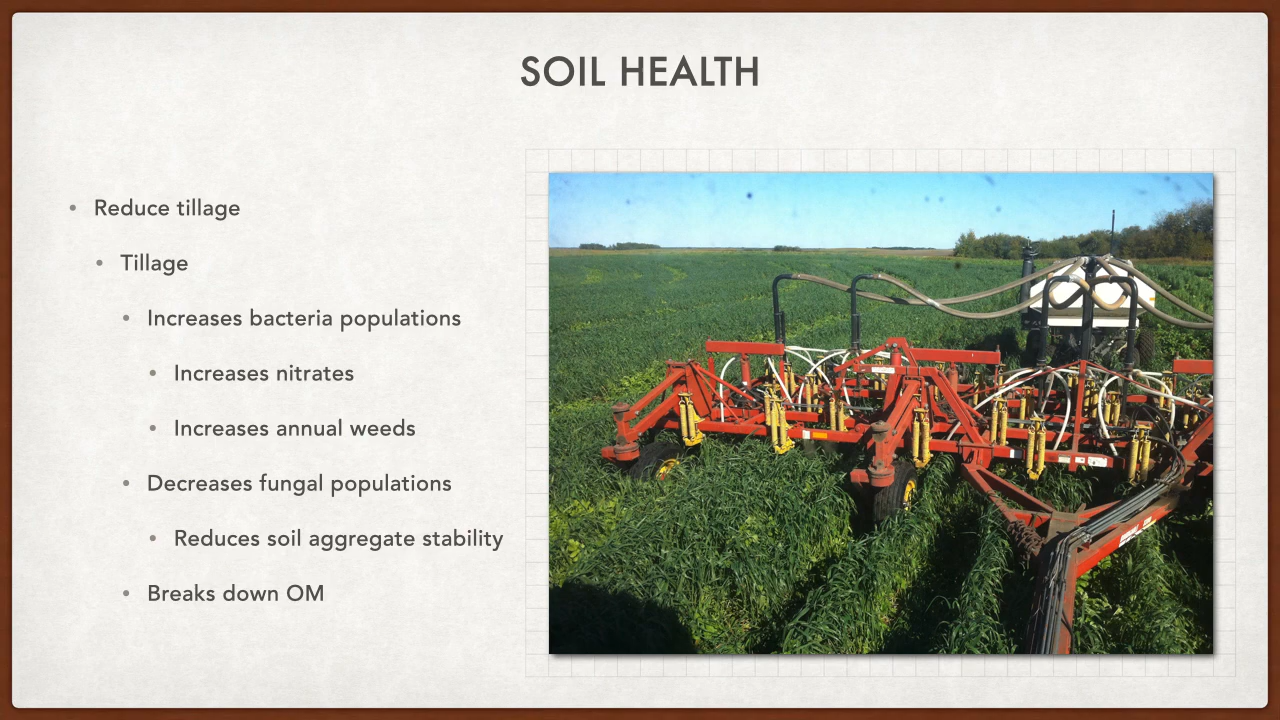 SOIL HEALTH
• Reduce tillage
• Tillage
• Increases bacteria populations
• Increases nitrates
• Increases annual weeds
• Decreases fungal populations
• Reduces soil aggregate stability
• Breaks down OM